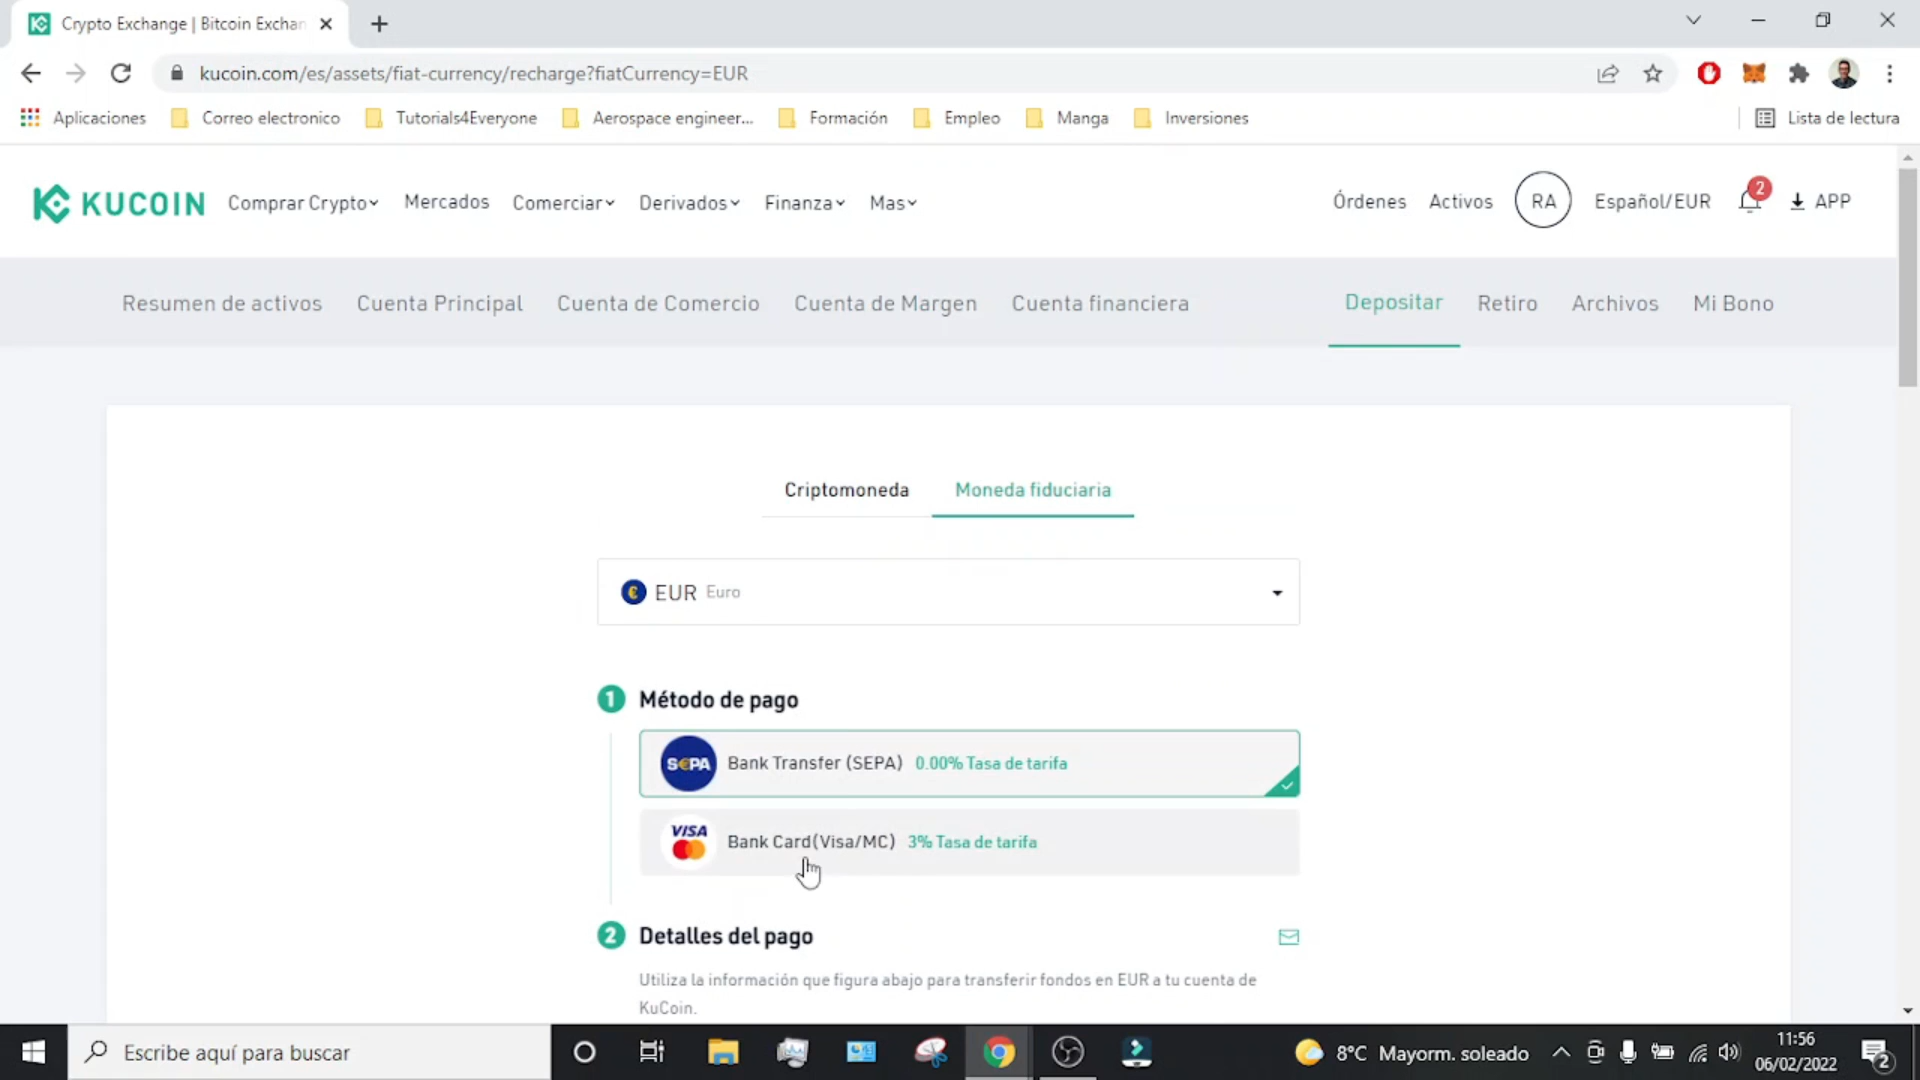 Crypto Exchange | Bitcoin Exchan
kucoin.com/es/assets/fiat-currency/recharge?fiatCurrency=EUR
Aplicaciones Correo electronico Tutorials4Everyone Aerospace engineer... Formación Empleo Manga Inversiones Lista de lectura
KUCOIN Comprar Crypto Mercados Comerciar Derivados Finanza Mas Órdenes Activos RA Español/EUR 2 APP
Resumen de activos Cuenta Principal Cuenta de Comercio Cuenta de Margen Cuenta financiera Depositar Retiro Archivos Mi Bono
Criptomoneda Moneda fiduciaria
€ EUR Euro
1 Método de pago
S€PA Bank Transfer (SEPA) 0.00% Tasa de tarifa
VISA Bank Card(Visa/MC) 3% Tasa de tarifa
2 Detalles del pago
Utiliza la información que figura abajo para transferir fondos en EUR a tu cuenta de
KuCoin.
Escribe aquí para buscar 8°C Mayorm. soleado 11:56
06/02/2022 2